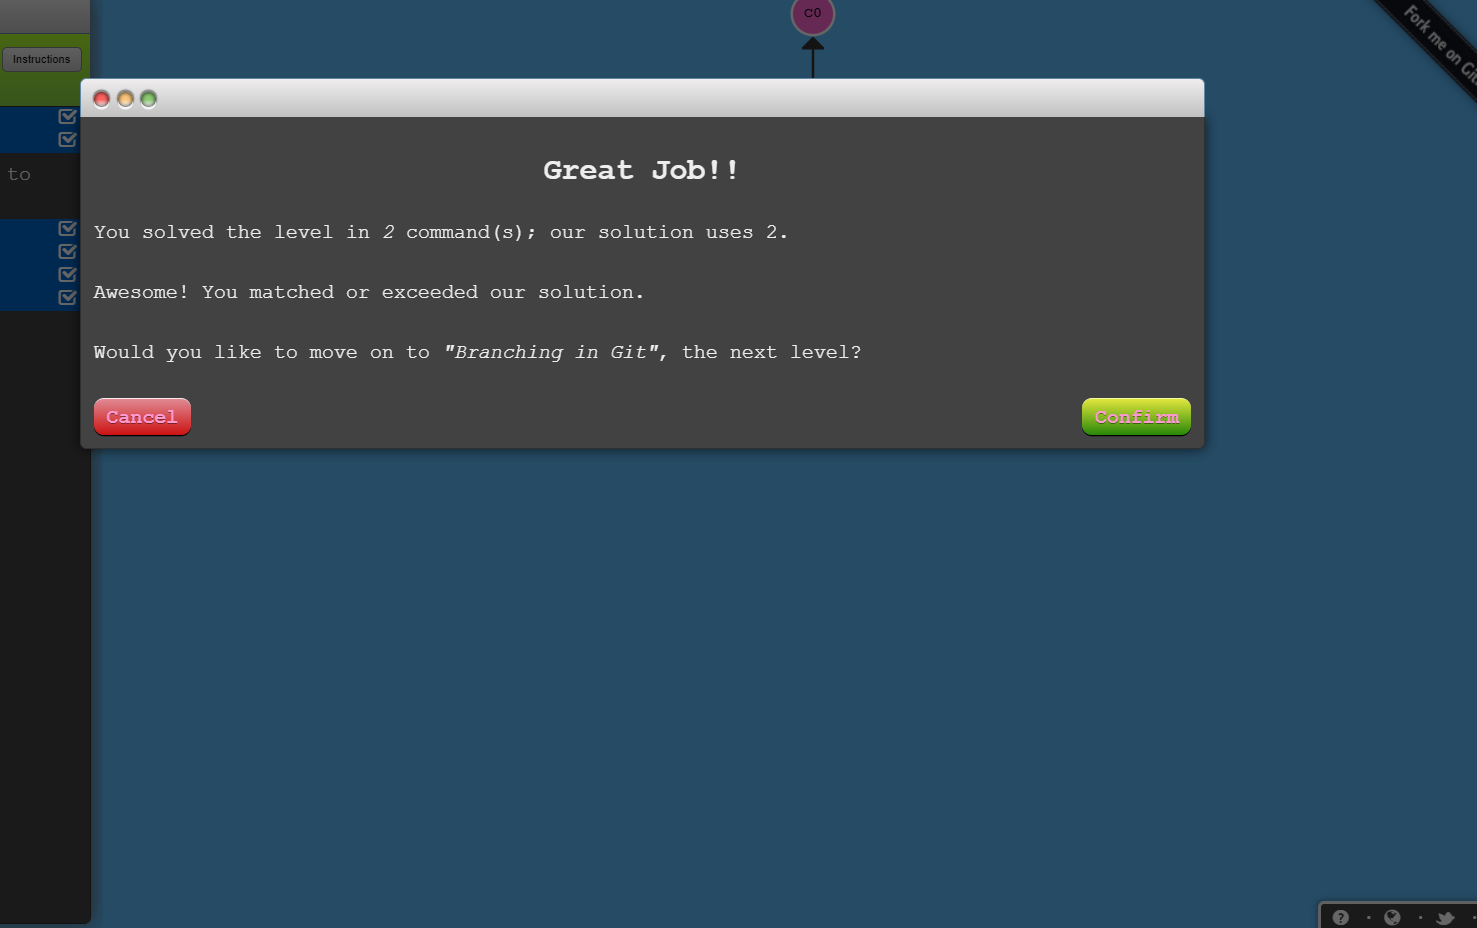 C0
Fork me on
Instructions
to
Great Job!!
You solved the level in 2 command(s); our solution uses 2.
Awesome! You matched or exceeded our solution.
Would you like to move on to "Branching in Git", the next level?
Cancel
Confirm